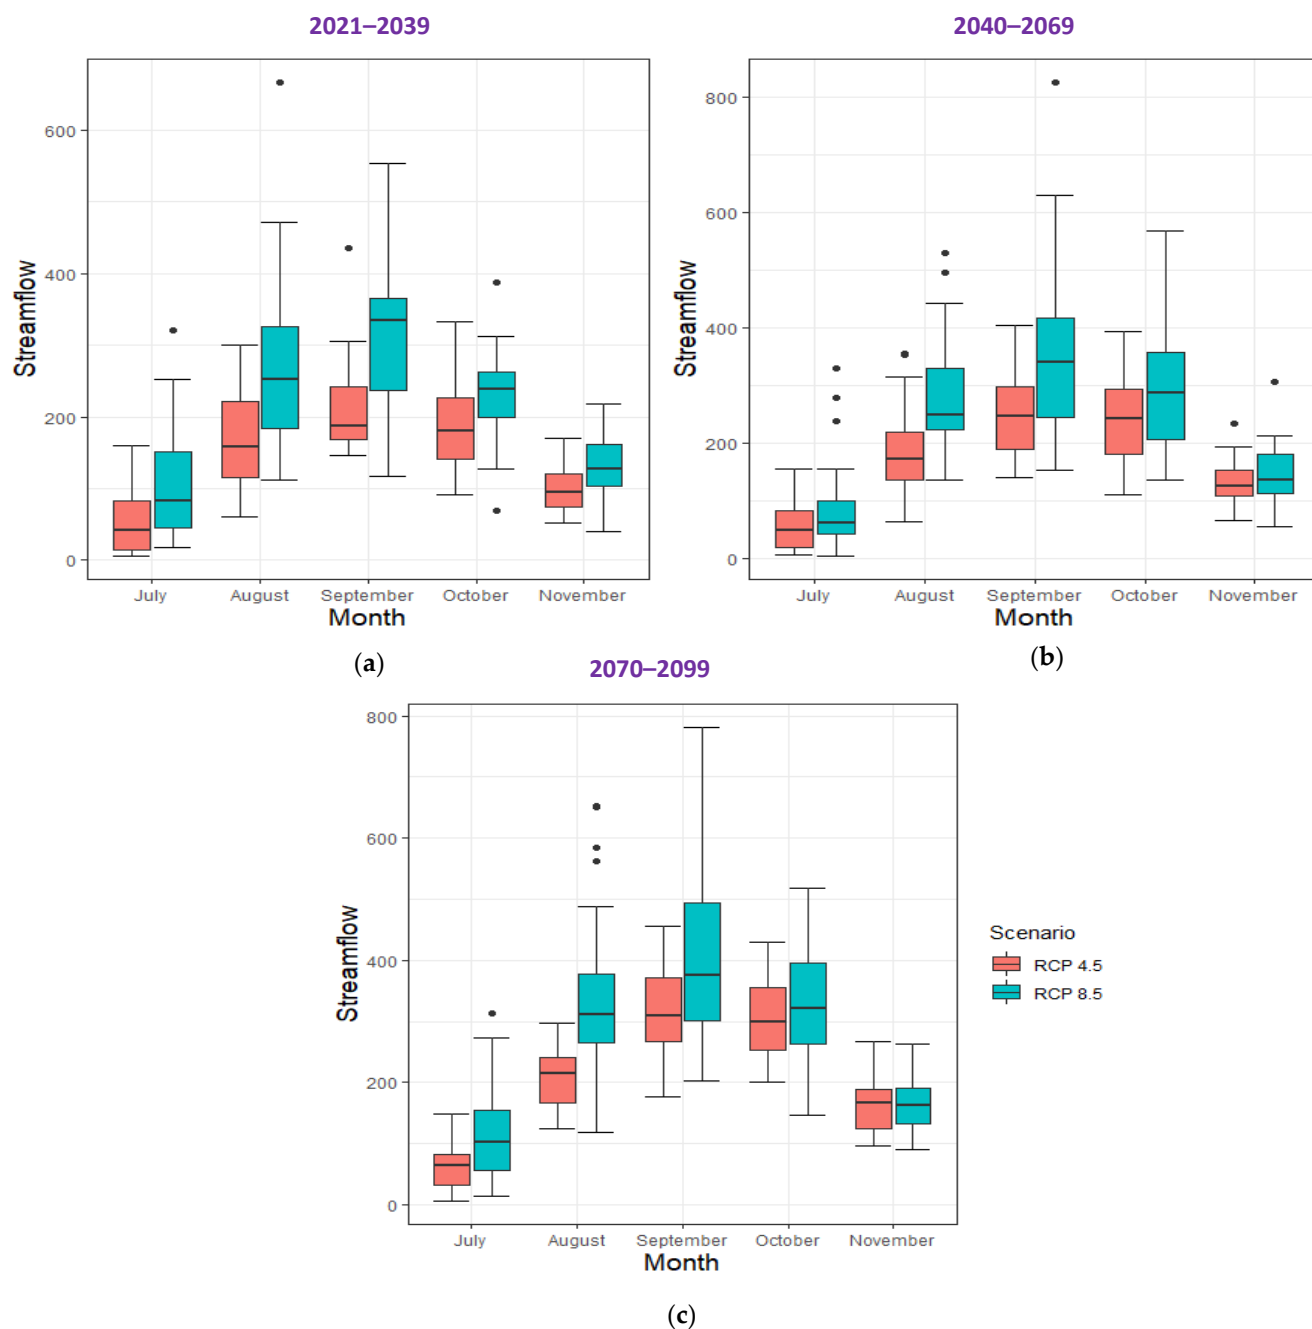 2021–2039
600
400
200
0
Streamflow
July August September October November
Month
(a)
2040–2069
800
600
400
200
0
Streamflow
July August September October November
Month
(b)
2070–2099
800
600
400
200
0
Streamflow
July August September October November
Month
(c)
Scenario
RCP 4.5
RCP 8.5